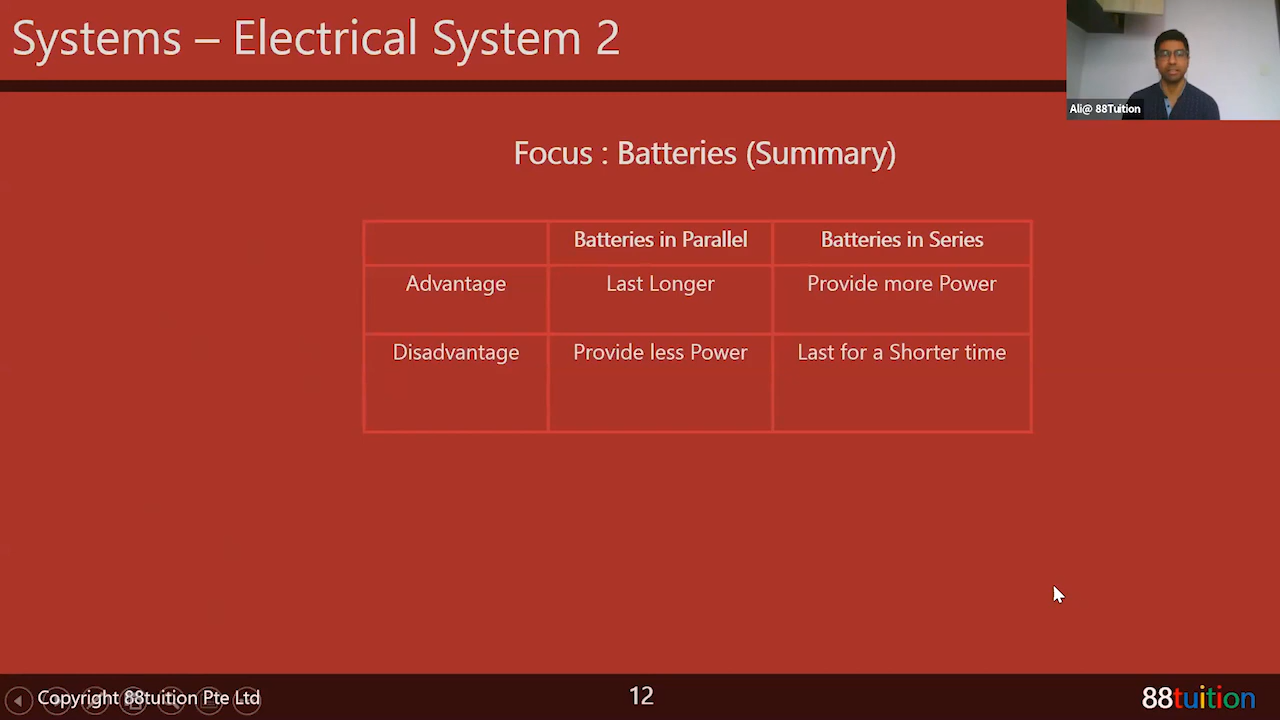 Systems – Electrical System 2
Ali@ 88Tuition
Focus : Batteries (Summary)
Batteries in Parallel
Batteries in Series
Advantage
Last Longer
Provide more Power
Disadvantage
Provide less Power
Last for a Shorter time
Copyright 88tuition Pte Ltd
12
88tuition